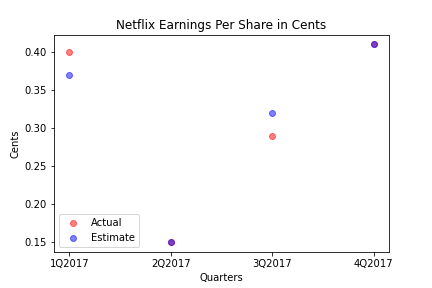 Netflix Earnings Per Share in Cents
0.40
0.35
0.30
0.25
0.20
0.15
Cents
Actual
Estimate
1Q2017 2Q2017 3Q2017 4Q2017
Quarters